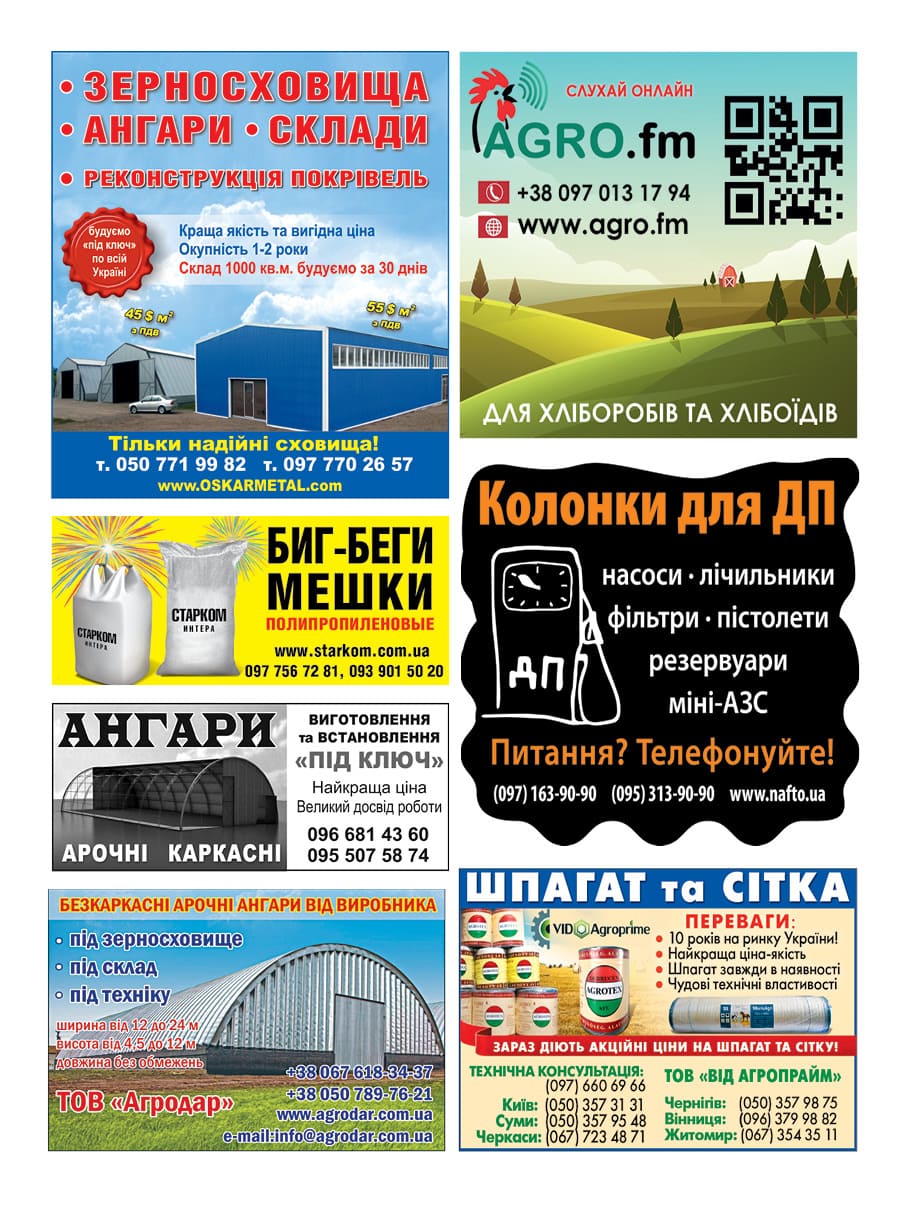 • ЗЕРНОСХОВИЩА
• АНГАРИ • СКЛАДИ
• РЕКОНСТРУКЦІЯ ПОКРІВЕЛЬ
будуємо
«під ключ»
по всій
Україні
Краща якість та вигідна ціна
Окупність 1-2 роки
Склад 1000 кв.м. будуємо за 30 днів
45 $ м²
з пдв
55 $ м²
з пдв
Тільки надійні сховища!
т. 050 771 99 82 т. 097 770 26 57
www.OSKARMETAL.com
СЛУХАЙ ОНЛАЙН
AGRO.fm
+38 097 013 17 94
www.agro.fm
ДЛЯ ХЛІБОРОБІВ ТА ХЛІБОЇДІВ
БИГ-БЕГИ
МЕШКИ
ПОЛИПРОПИЛЕНОВЫЕ
СТАРКОМ
ИНТЕРА
СТАРКОМ
ИНТЕРА
www.starkom.com.ua
097 756 72 81, 093 901 50 20
Колонки для ДП
насоси · лічильники
фільтри · пістолети
резервуари
міні-АЗС
ДП
Питання? Телефонуйте!
(097) 163-90-90 (095) 313-90-90 www.nafto.ua
АНГАРИ
АРОЧНІ КАРКАСНІ
ВИГОТОВЛЕННЯ
та ВСТАНОВЛЕННЯ
«ПІД КЛЮЧ»
Найкраща ціна
Великий досвід роботи
096 681 43 60
095 507 58 74
БЕЗКАРКАСНІ АРОЧНІ АНГАРИ ВІД ВИРОБНИКА
• під зерносховище
• під склад
• під техніку
ширина від 12 до 24 м
висота від 4,5 до 12 м
довжина без обмежень
ТОВ «Агродар»
+38 067 618-34-37
+38 050 789-76-21
www.agrodar.com.ua
e-mail:info@agrodar.com.ua
ШПАГАТ та СІТКА
VID Agroprime
AGROTEX
ПЕРЕВАГИ:
• 10 років на ринку України!
• Найкраща ціна-якість
• Шпагат завжди в наявності
• Чудові технічні властивості
ЗАРАЗ ДІЮТЬ АКЦІЙНІ ЦІНИ НА ШПАГАТ ТА СІТКУ!
ТЕХНІЧНА КОНСУЛЬТАЦІЯ:
(097) 660 69 66
Київ: (050) 357 31 31
Суми: (050) 357 95 48
Черкаси: (067) 723 48 71
ТОВ «ВІД АГРОПРАЙМ»
Чернігів: (050) 357 98 75
Вінниця: (096) 379 98 82
Житомир: (067) 354 35 11